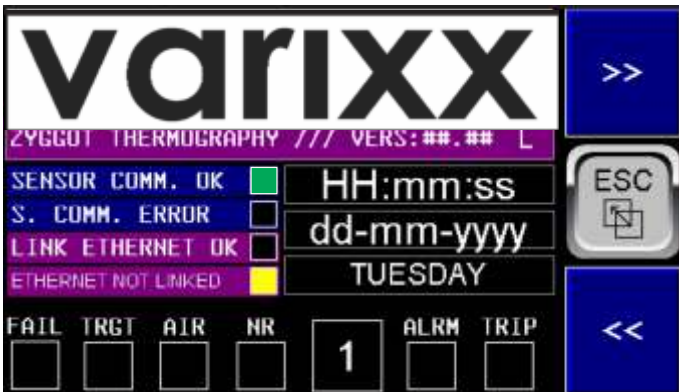 varixx
>>
ZYGGOT THERMOGRAPHY /// VERS:##.## L
SENSOR COMM. OK
HH:mm:ss
ESC
S. COMM. ERROR
dd-mm-yyyy
LINK ETHERNET OK
ETHERNET NOT LINKED
TUESDAY
FAIL TRGT AIR NR 1 ALRM TRIP
<<